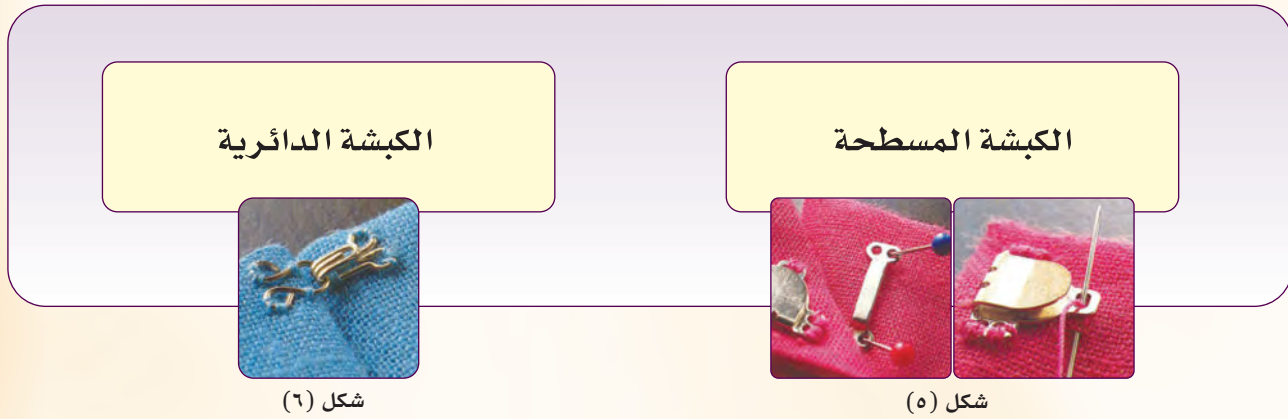 الكبشة المسطحة
الكبشة الدائرية
شكل (٥)
شكل (٦)